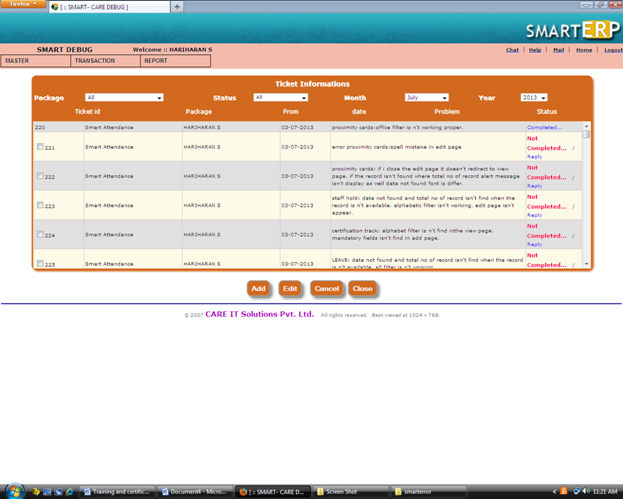 Firefox
[ :: SMART- CARE DEBUG ]
SMARTERP
SMART DEBUG Welcome :: HARIHARAN S
Chat | Help | Mail | Home | Logout
MASTER TRANSACTION REPORT
Ticket Informations
Package All Status All Month July Year 2013
Ticket id Package From date Problem Status
220 Smart Attendance HARIHARAN S 03-07-2013 proximity cards:office filter is n't working proper. Completed...
221 Smart Attendance HARIHARAN S 03-07-2013 error proximity cards:spell mistake in edit page Not Completed... / Reply
222 Smart Attendance HARIHARAN S 03-07-2013 proximity cards: if i close the edit page it doesn't redirect to view
page. if the record isn't found where total no of record alert message
isn't display as vell data not found font is differ. Not Completed... / Reply
223 Smart Attendance HARIHARAN S 03-07-2013 staff hold: data not found and total no of record isn't find when the
record is n't available. alphabetic filter isn't working. edit page isn't
appear. Not Completed... / Reply
224 Smart Attendance HARIHARAN S 03-07-2013 certification track: alphabet filter is n't find inthe view page.
mandatory fields isn't find in add page. Not Completed... / Reply
225 Smart Attendance HARIHARAN S 03-07-2013 LEAVE: data not found and total no of record isn't find when the record
is n't available. all filter is n't working Not Completed... /
Add Edit Cancel Close
© 2007 CARE IT Solutions Pvt. Ltd. All rights reserved. Best viewed at 1024 x 768.
Training and certific... Document4 - Micro... [ :: SMART- CARE D... Screen Shot smarterror 11:21 AM